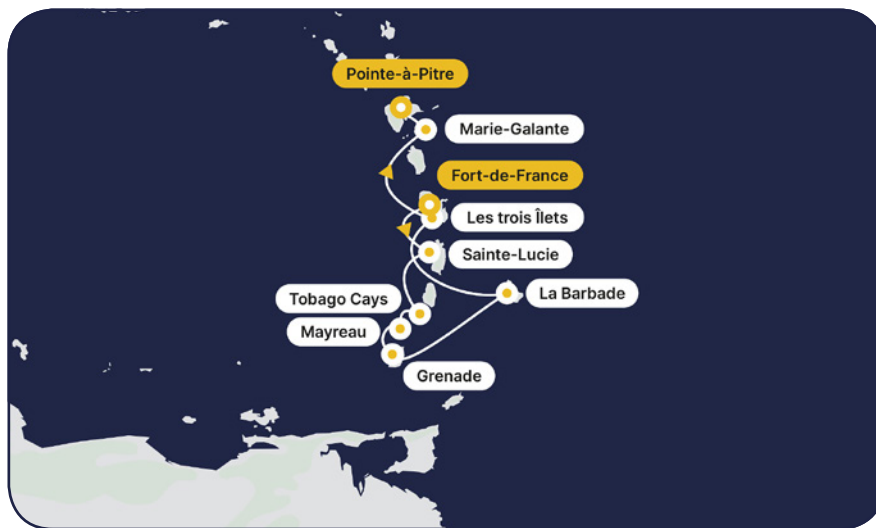 Pointe-à-Pitre
Marie-Galante
Fort-de-France
Les trois Îlets
Sainte-Lucie
La Barbade
Tobago Cays
Mayreau
Grenade